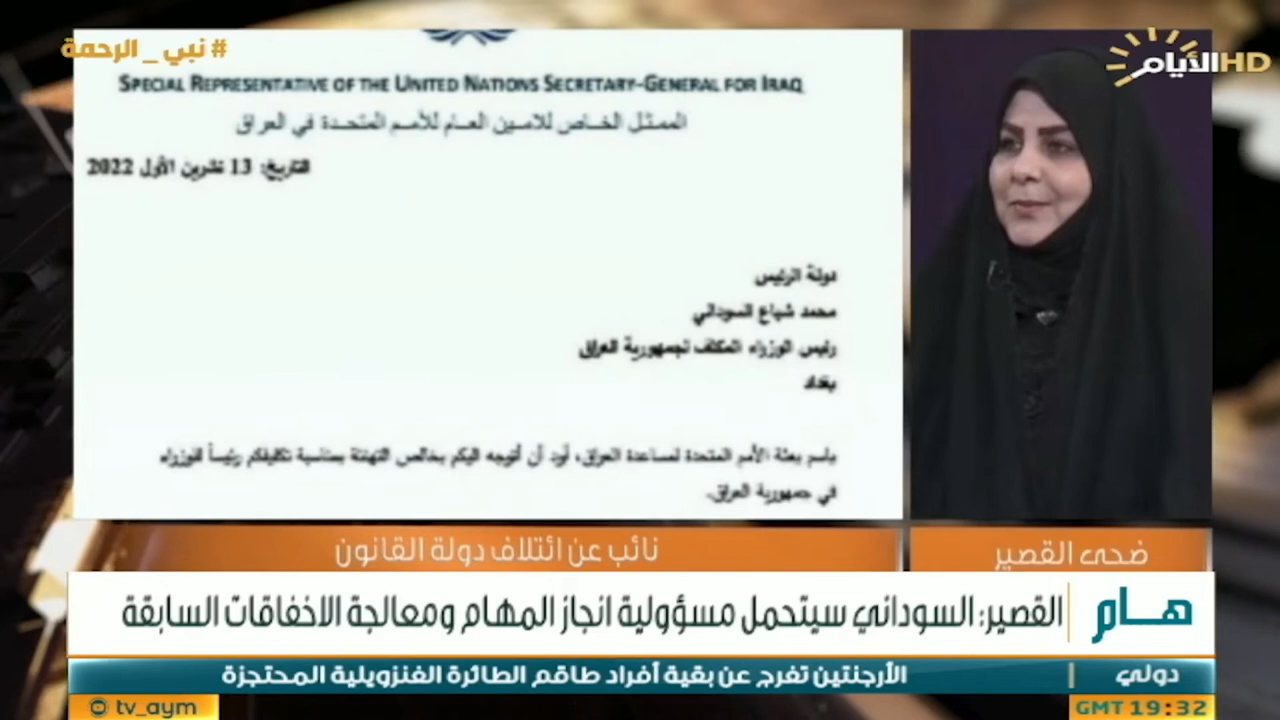 # نبي _ الرحمة
الأيام HD
SPECIAL REPRESENTATIVE OF THE UNITED NATIONS SECRETARY-GENERAL FOR IRAQ
الممثل الخاص للامين العام للأمم المتحدة في العراق
التاريخ: 13 تشرين الأول 2022
دولة الرئيس
محمد شياع السوداني
رئيس الوزراء المكلف لجمهورية العراق
بغداد
باسم بعثة الأمم المتحدة لمساعدة العراق، أود أن أتوجه اليكم بخالص التهنئة بمناسبة تكليفكم رئيساً للوزراء
في جمهورية العراق.
ضحى القصير
نائب عن ائتلاف دولة القانون
هـام
القصير: السوداني سيتحمل مسؤولية انجاز المهام ومعالجة الاخفاقات السابقة
دولي | الأرجنتين تفرج عن بقية أفراد طاقم الطائرة الفنزويلية المحتجزة
tv_aym
GMT 19:32